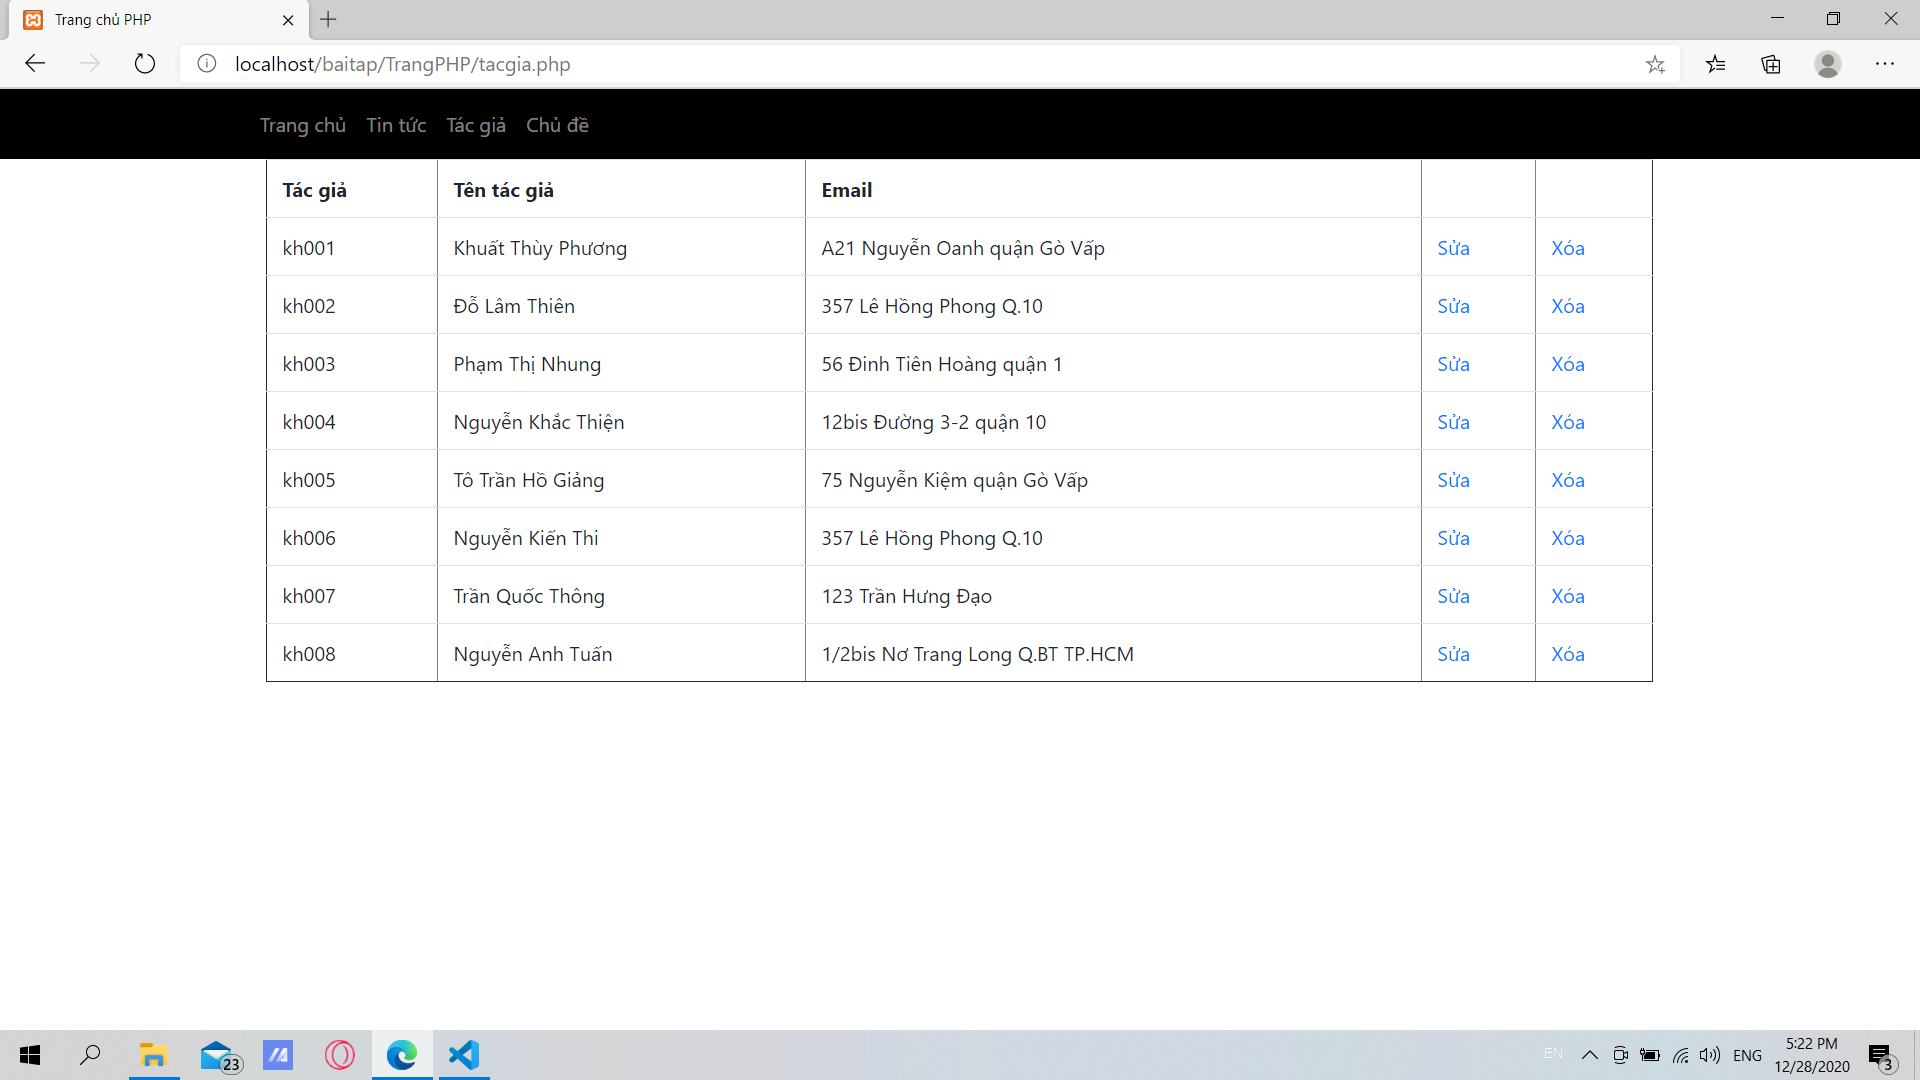 Trang chủ PHP
localhost/baitap/TrangPHP/tacgia.php
Trang chủ Tin tức Tác giả Chủ đề
Tác giả Tên tác giả Email
kh001 Khuất Thùy Phương A21 Nguyễn Oanh quận Gò Vấp Sửa Xóa
kh002 Đỗ Lâm Thiên 357 Lê Hồng Phong Q.10 Sửa Xóa
kh003 Phạm Thị Nhung 56 Đinh Tiên Hoàng quận 1 Sửa Xóa
kh004 Nguyễn Khắc Thiện 12bis Đường 3-2 quận 10 Sửa Xóa
kh005 Tô Trần Hồ Giảng 75 Nguyễn Kiệm quận Gò Vấp Sửa Xóa
kh006 Nguyễn Kiến Thi 357 Lê Hồng Phong Q.10 Sửa Xóa
kh007 Trần Quốc Thông 123 Trần Hưng Đạo Sửa Xóa
kh008 Nguyễn Anh Tuấn 1/2bis Nơ Trang Long Q.BT TP.HCM Sửa Xóa
23
EN
ENG
5:22 PM
12/28/2020
3